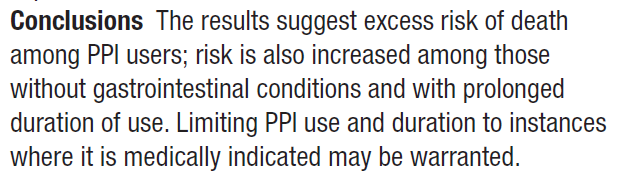 Conclusions The results suggest excess risk of death
among PPI users; risk is also increased among those
without gastrointestinal conditions and with prolonged
duration of use. Limiting PPI use and duration to instances
where it is medically indicated may be warranted.